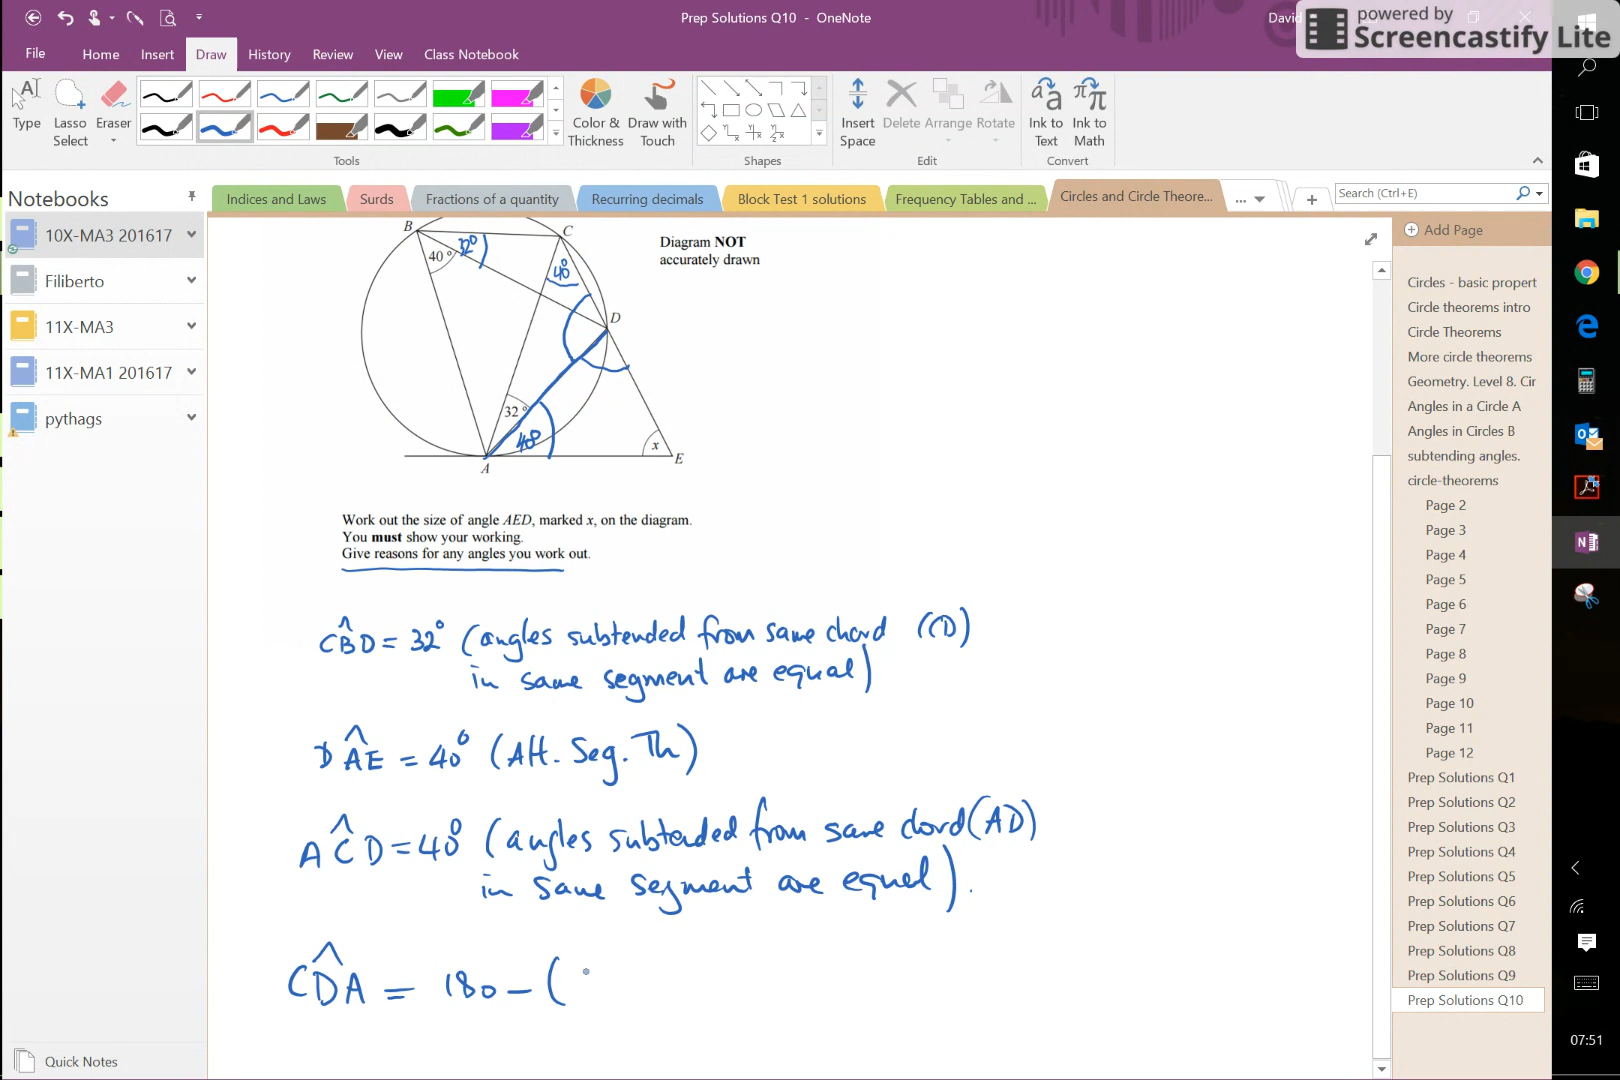 Prep Solutions Q10 - OneNote
David
powered by
Screencastify Lite
File
Home
Insert
Draw
History
Review
View
Class Notebook
Type
Lasso
Select
Eraser
Color &
Thickness
Draw with
Touch
Insert
Space
Delete
Arrange
Rotate
Ink to
Text
Ink to
Math
Tools
Shapes
Edit
Convert
Notebooks
Indices and Laws
Surds
Fractions of a quantity
Recurring decimals
Block Test 1 solutions
Frequency Tables and ...
Circles and Circle Theore...
...
Search (Ctrl+E)
10X-MA3 201617
Filiberto
11X-MA3
11X-MA1 201617
pythags
Quick Notes
B
C
40 °
32°
40°
D
32 °
40°
x
A
E
Diagram NOT
accurately drawn
Work out the size of angle AED, marked x, on the diagram.
You must show your working.
Give reasons for any angles you work out.
CB̂D = 32° (angles subtended from same chord (CD)
in same segment are equal)
DÂE = 40° (Alt. Seg. Th)
AĈD = 40° (angles subtended from same chord (AD)
in same segment are equal).
CD̂A = 180 – (
Add Page
Circles - basic propert
Circle theorems intro
Circle Theorems
More circle theorems
Geometry. Level 8. Cir
Angles in a Circle A
Angles in Circles B
subtending angles.
circle-theorems
Page 2
Page 3
Page 4
Page 5
Page 6
Page 7
Page 8
Page 9
Page 10
Page 11
Page 12
Prep Solutions Q1
Prep Solutions Q2
Prep Solutions Q3
Prep Solutions Q4
Prep Solutions Q5
Prep Solutions Q6
Prep Solutions Q7
Prep Solutions Q8
Prep Solutions Q9
Prep Solutions Q10
07:51